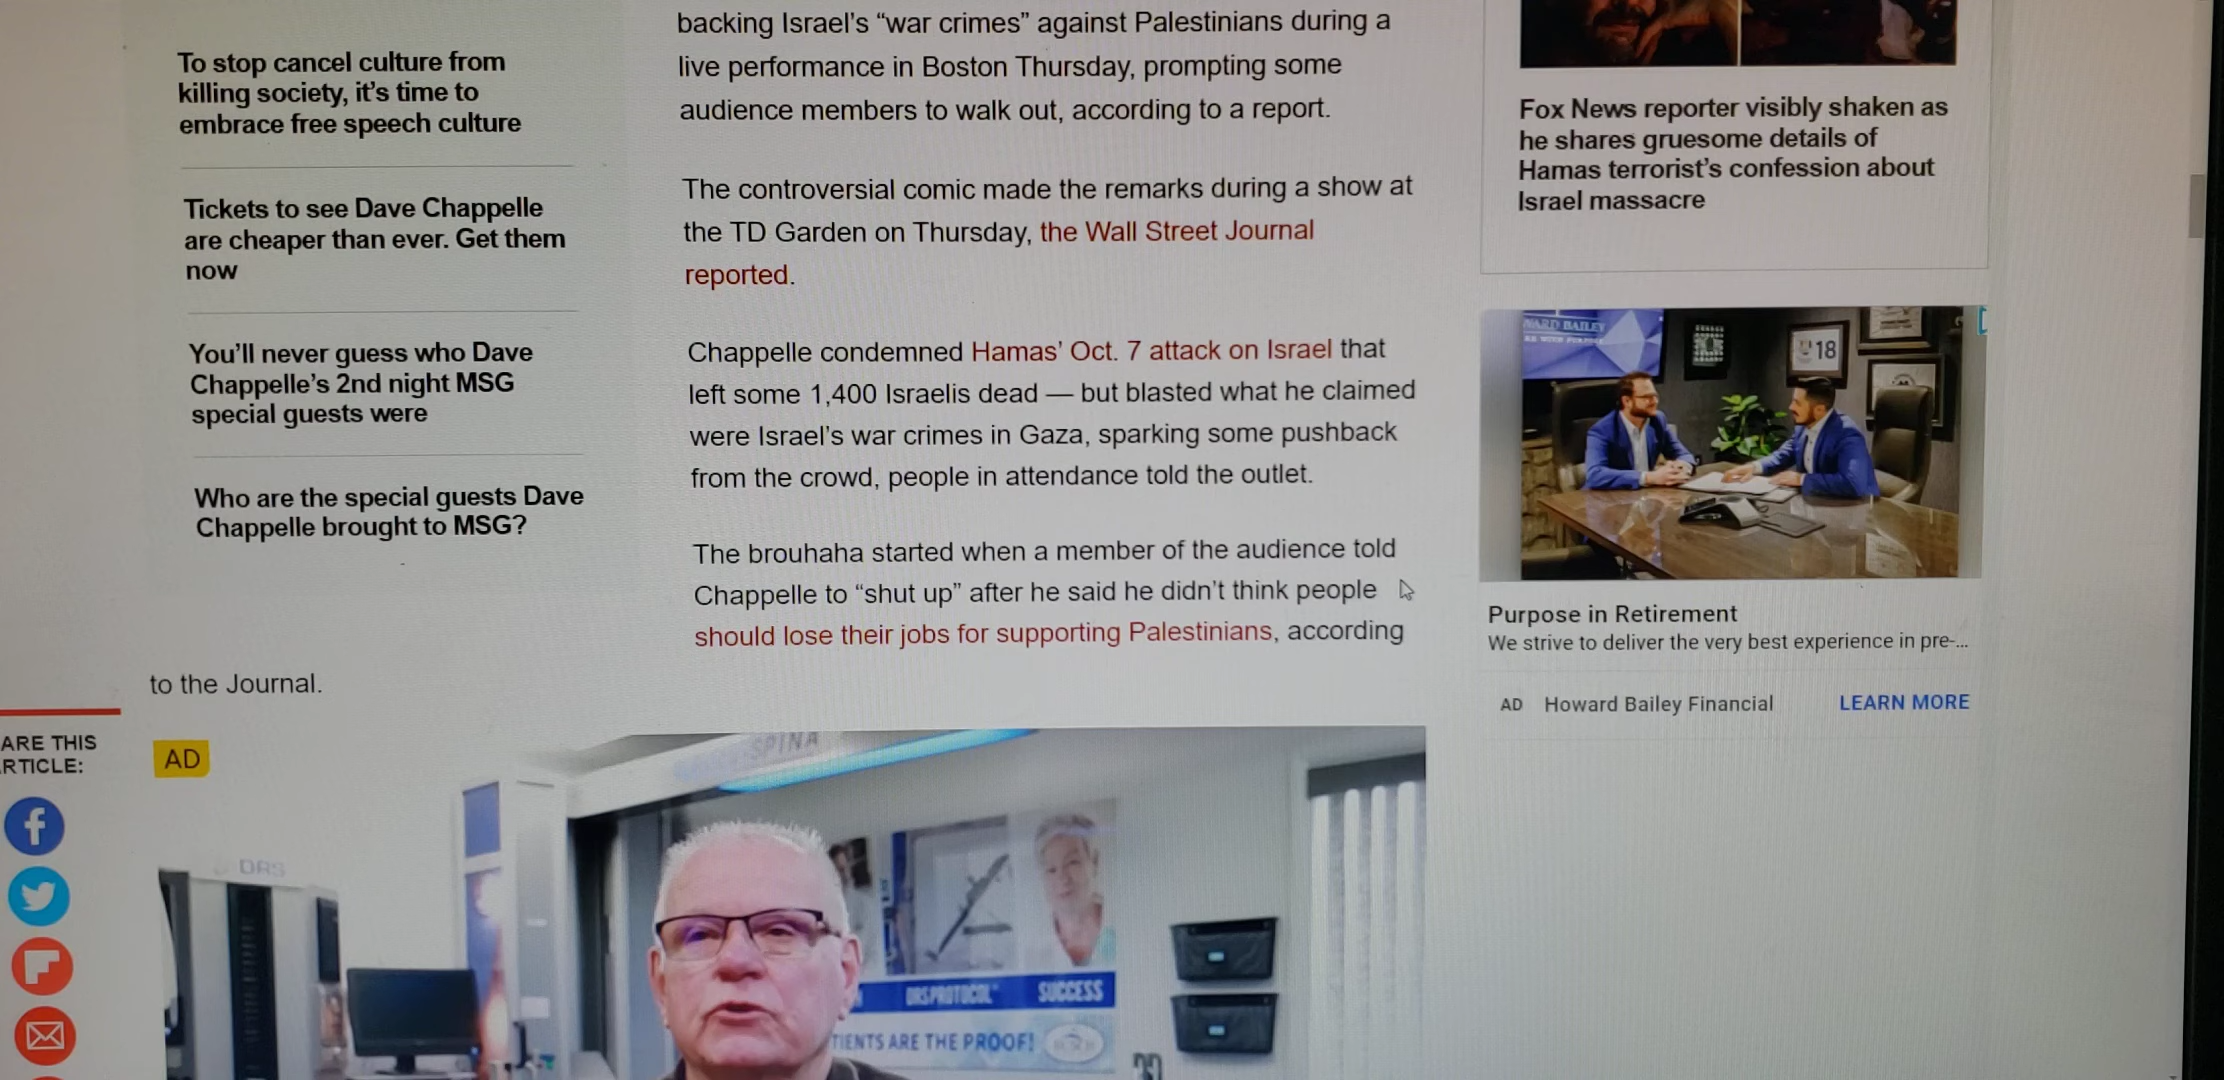 To stop cancel culture from
killing society, it's time to
embrace free speech culture
Tickets to see Dave Chappelle
are cheaper than ever. Get them
now
You'll never guess who Dave
Chappelle's 2nd night MSG
special guests were
Who are the special guests Dave
Chappelle brought to MSG?
backing Israel's “war crimes” against Palestinians during a
live performance in Boston Thursday, prompting some
audience members to walk out, according to a report.
The controversial comic made the remarks during a show at
the TD Garden on Thursday, the Wall Street Journal
reported.
Chappelle condemned Hamas' Oct. 7 attack on Israel that
left some 1,400 Israelis dead — but blasted what he claimed
were Israel's war crimes in Gaza, sparking some pushback
from the crowd, people in attendance told the outlet.
The brouhaha started when a member of the audience told
Chappelle to “shut up” after he said he didn't think people
should lose their jobs for supporting Palestinians, according
to the Journal.
Fox News reporter visibly shaken as
he shares gruesome details of
Hamas terrorist's confession about
Israel massacre
WARD BAILEY
18
Purpose in Retirement
We strive to deliver the very best experience in pre-...
AD Howard Bailey Financial LEARN MORE
ARE THIS
RTICLE:
AD
SPINA
DRS
DRS PROTOCOL SUCCESS
TIENTS ARE THE PROOF!